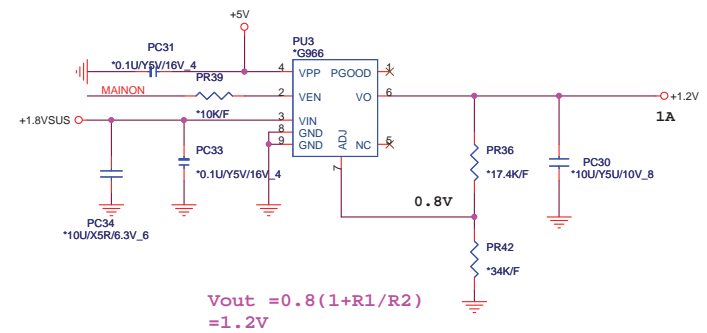 +5V
PC31
*0.1U/Y5V/16V_4
PU3
*G966
4 VPP PGOOD 1
PR39
MAINON
2 VEN VO 6
+1.2V
1A
*10K/F
+1.8VSUS
3 VIN
8 GND
9 GND
ADJ
NC 5
7
PC33
*0.1U/Y5V/16V_4
PC34
*10U/X5R/6.3V_6
PR36
*17.4K/F
PC30
*10U/Y5U/10V_8
0.8V
PR42
*34K/F
Vout =0.8(1+R1/R2)
=1.2V